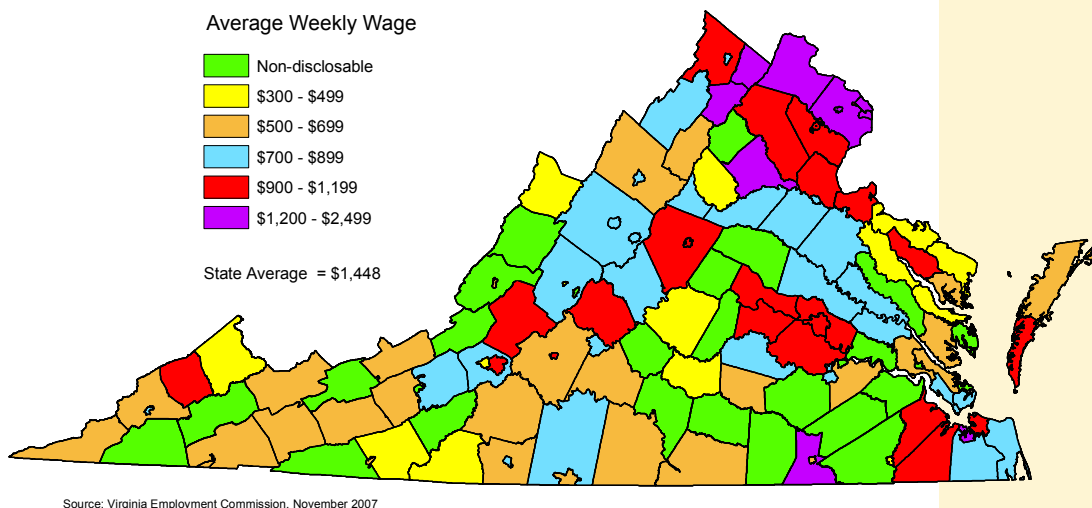 Average Weekly Wage
Non-disclosable
$300 - $499
$500 - $699
$700 - $899
$900 - $1,199
$1,200 - $2,499
State Average = $1,448
Source: Virginia Employment Commission, November 2007